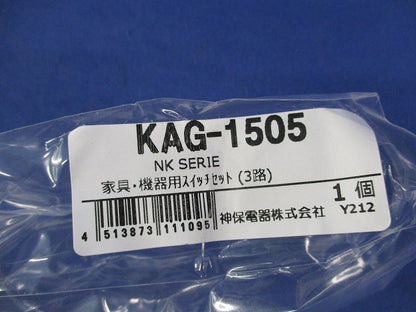 KAG-1505
NK SERIE
家具・機器用ｽｲｯﾁｾｯﾄ (3路)
1個
4 513873 111095
神保電器株式会社
Y212